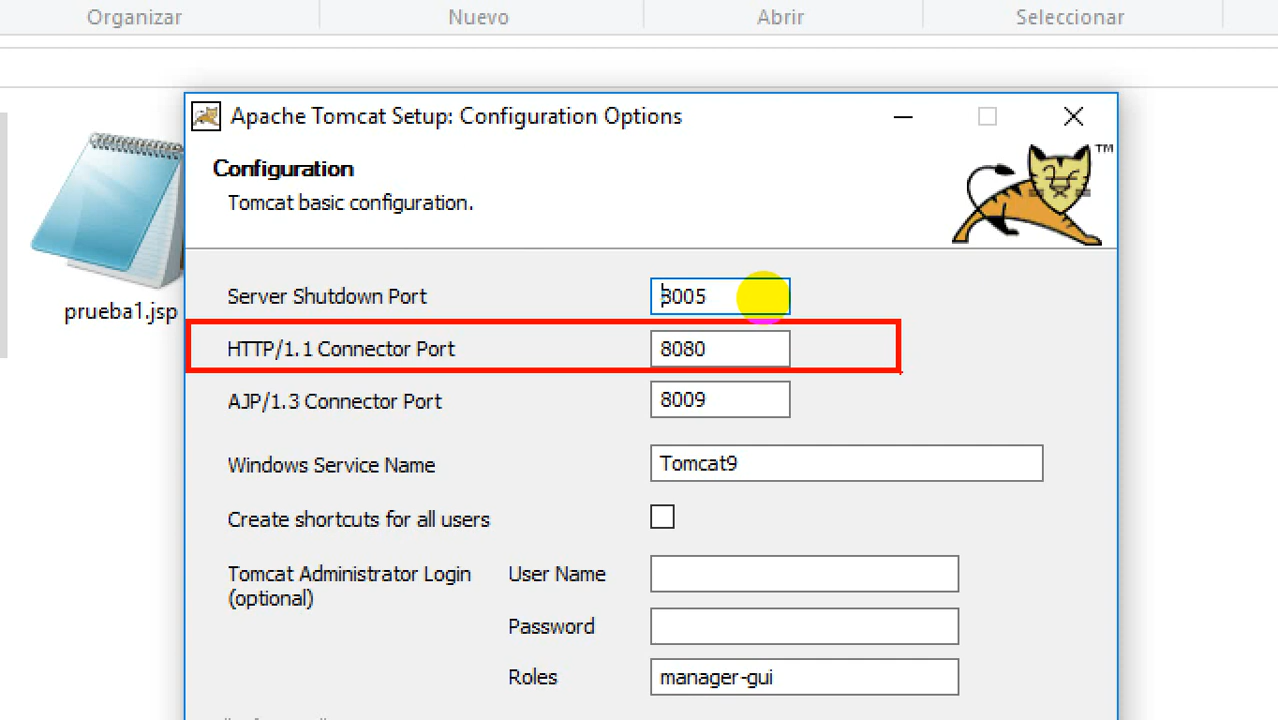 Organizar Nuevo Abrir Seleccionar
Apache Tomcat Setup: Configuration Options
Configuration
Tomcat basic configuration.
TM
prueba1.jsp
Server Shutdown Port 8005
HTTP/1.1 Connector Port 8080
AJP/1.3 Connector Port 8009
Windows Service Name Tomcat9
Create shortcuts for all users
Tomcat Administrator Login User Name
(optional)
Password
Roles manager-gui